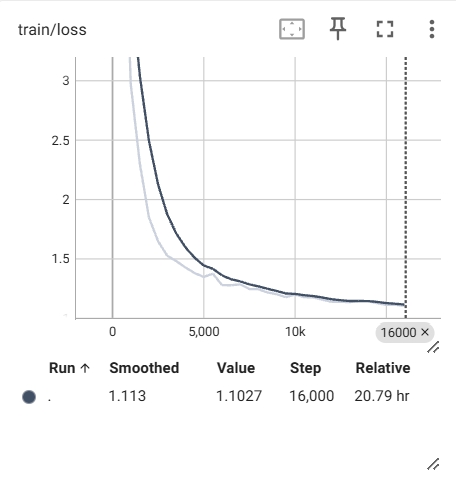 train/loss
3
2.5
2
1.5
0 5,000 10k 16000 ×
Run ↑ Smoothed Value Step Relative
. 1.113 1.1027 16,000 20.79 hr